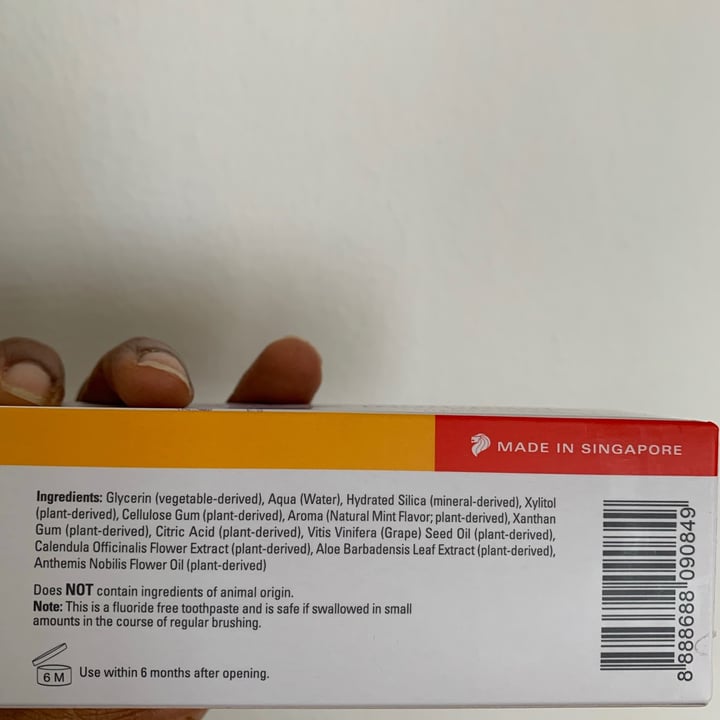 MADE IN SINGAPORE
Ingredients: Glycerin (vegetable-derived), Aqua (Water), Hydrated Silica (mineral-derived), Xylitol
(plant-derived), Cellulose Gum (plant-derived), Aroma (Natural Mint Flavor; plant-derived), Xanthan
Gum (plant-derived), Citric Acid (plant-derived), Vitis Vinifera (Grape) Seed Oil (plant-derived),
Calendula Officinalis Flower Extract (plant-derived), Aloe Barbadensis Leaf Extract (plant-derived),
Anthemis Nobilis Flower Oil (plant-derived)
Does NOT contain ingredients of animal origin.
Note: This is a fluoride free toothpaste and is safe if swallowed in small
amounts in the course of regular brushing.
6 M Use within 6 months after opening.
8 888688 090849